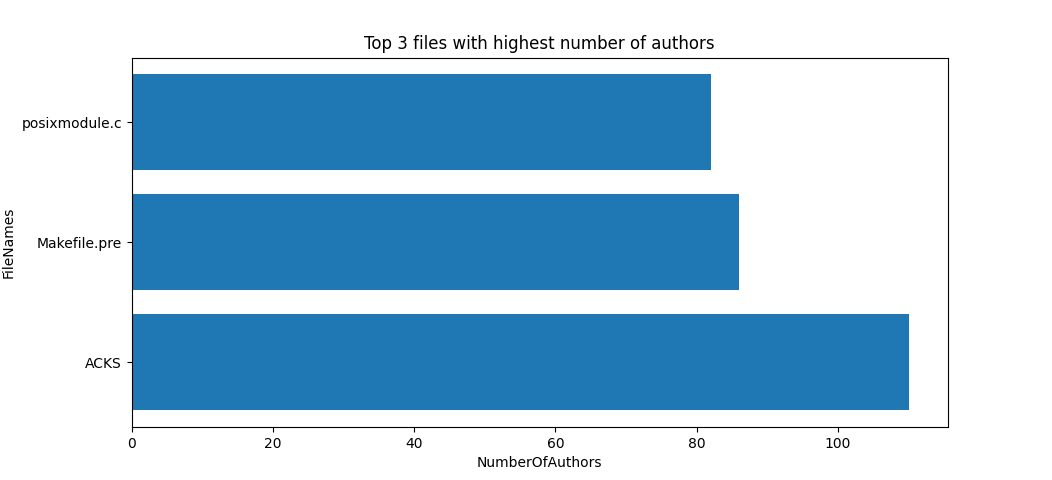 Top 3 files with highest number of authors
FileNames
posixmodule.c
Makefile.pre
ACKS
0 20 40 60 80 100
NumberOfAuthors